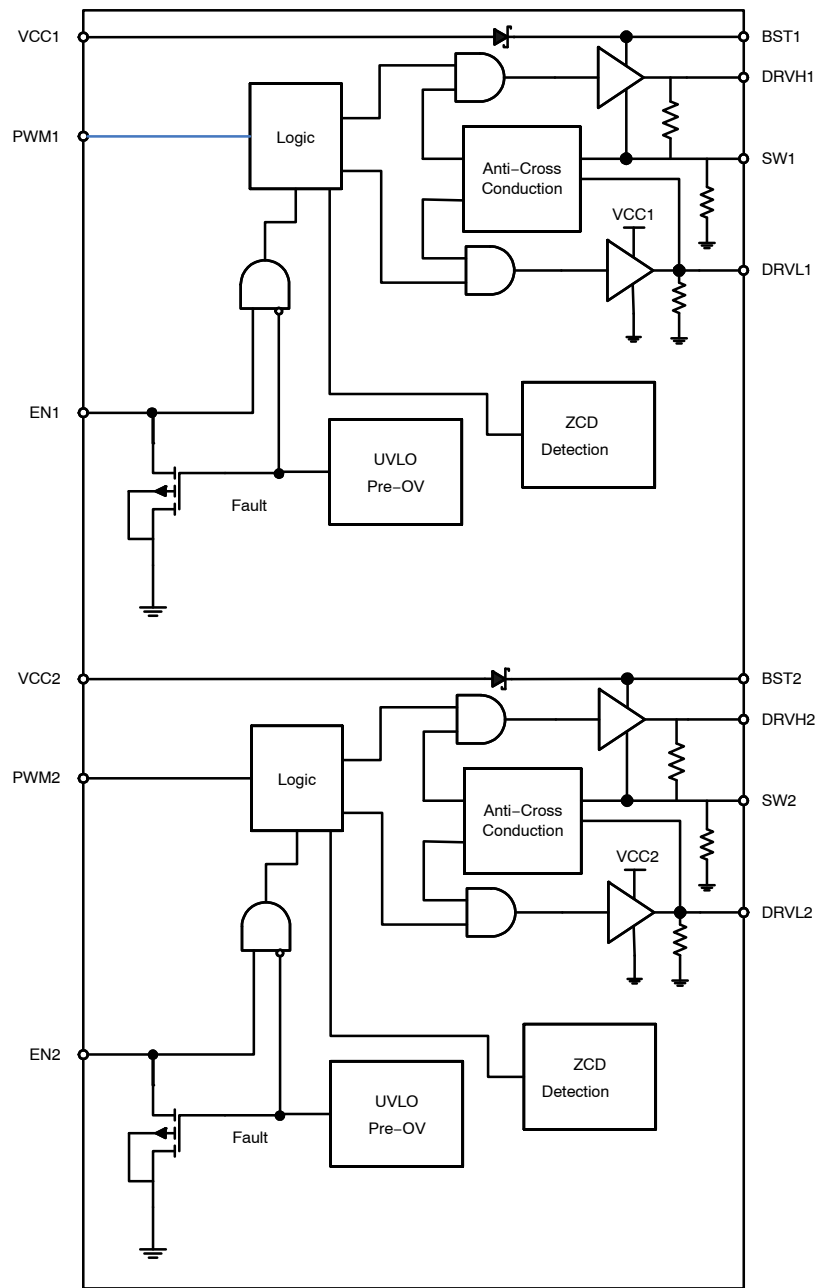 VCC1
BST1
DRVH1
PWM1
Logic
Anti−Cross
Conduction
SW1
VCC1
DRVL1
EN1
ZCD
Detection
UVLO
Pre−OV
Fault
VCC2
BST2
DRVH2
PWM2
Logic
Anti−Cross
Conduction
SW2
VCC2
DRVL2
EN2
ZCD
Detection
UVLO
Pre−OV
Fault